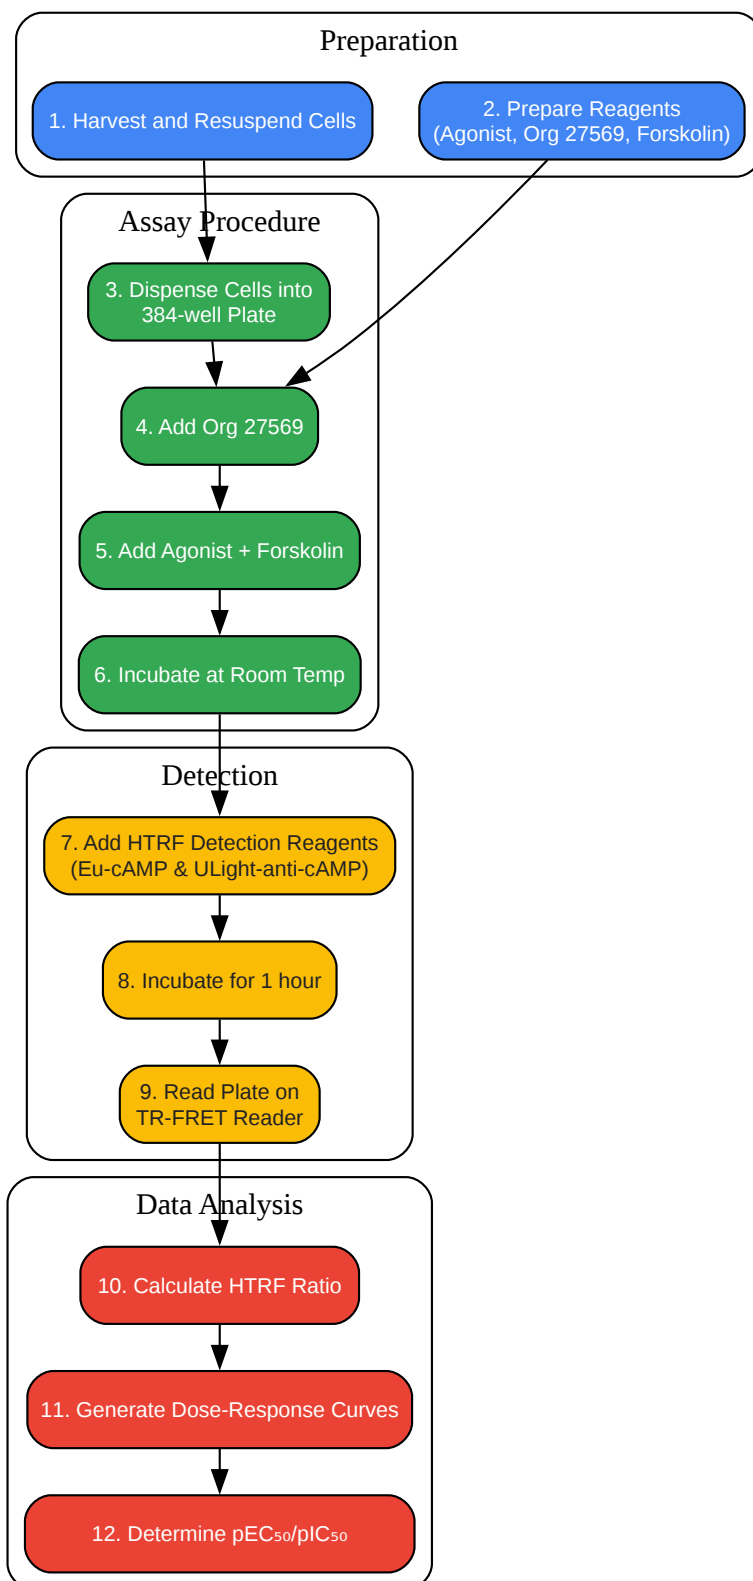 Preparation
1. Harvest and Resuspend Cells
2. Prepare Reagents
(Agonist, Org 27569, Forskolin)
Assay Procedure
3. Dispense Cells into
384-well Plate
4. Add Org 27569
5. Add Agonist + Forskolin
6. Incubate at Room Temp
Detection
7. Add HTRF Detection Reagents
(Eu-cAMP & ULight-anti-cAMP)
8. Incubate for 1 hour
9. Read Plate on
TR-FRET Reader
Data Analysis
10. Calculate HTRF Ratio
11. Generate Dose-Response Curves
12. Determine pEC₅₀/pIC₅₀